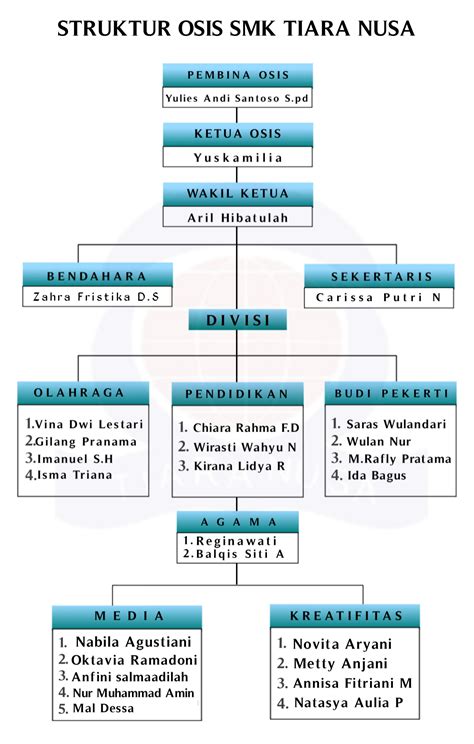 STRUKTUR OSIS SMK TIARA NUSA
PEMBINA OSIS
Yulies Andi Santoso S.pd
KETUA OSIS
Yuskamilia
WAKIL KETUA
Aril Hibatulah
BENDAHARA
Zahra Fristika D.S
SEKERTARIS
Carissa Putri N
DIVISI
OLAHRAGA
1.Vina Dwi Lestari
2.Gilang Pranama
3.Imanuel S.H
4.Isma Triana
PENDIDIKAN
1. Chiara Rahma F.D
2. Wirasti Wahyu N
3. Kirana Lidya R
BUDI PEKERTI
1. Saras Wulandari
2. Wulan Nur
3. M.Rafly Pratama
4. Ida Bagus
TIARA NUSA
AGAMA
1.Reginawati
2.Balqis Siti A
MEDIA
1. Nabila Agustiani
2. Oktavia Ramadoni
3. Anfini salmaadilah
4. Nur Muhammad Amin
5. Mal Dessa
KREATIFITAS
1. Novita Aryani
2. Metty Anjani
3. Annisa Fitriani M
4. Natasya Aulia P